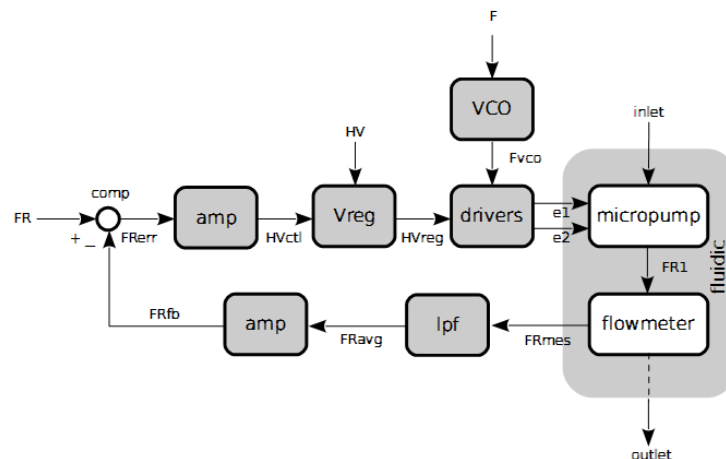 F
VCO
inlet
HV
Fvco
comp
FR
+
_
FRerr
amp
HVctl
Vreg
HVreg
drivers
e1
e2
micropump
FR1
fluidic
FRfb
amp
FRavg
lpf
FRmes
flowmeter
outlet